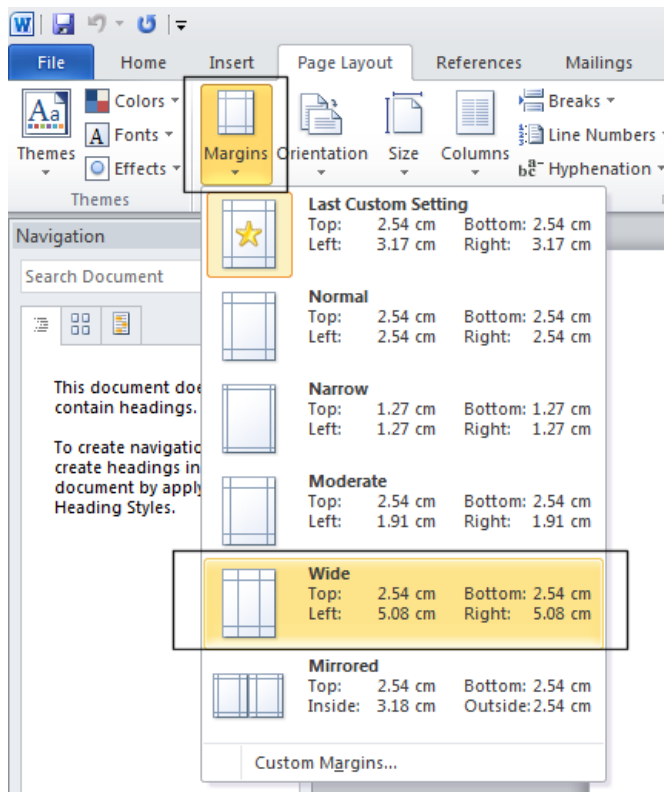 W
File Home Insert Page Layout References Mailings
Aa
Themes
Colors
A Fonts
Effects
Margins
Orientation
Size
Columns
Breaks
Line Numbers
Hyphenation
Themes
Navigation
Search Document
This document doe
contain headings.
To create navigatio
create headings in
document by apply
Heading Styles.
Last Custom Setting
Top: 2.54 cm Bottom: 2.54 cm
Left: 3.17 cm Right: 3.17 cm
Normal
Top: 2.54 cm Bottom: 2.54 cm
Left: 2.54 cm Right: 2.54 cm
Narrow
Top: 1.27 cm Bottom: 1.27 cm
Left: 1.27 cm Right: 1.27 cm
Moderate
Top: 2.54 cm Bottom: 2.54 cm
Left: 1.91 cm Right: 1.91 cm
Wide
Top: 2.54 cm Bottom: 2.54 cm
Left: 5.08 cm Right: 5.08 cm
Mirrored
Top: 2.54 cm Bottom: 2.54 cm
Inside: 3.18 cm Outside: 2.54 cm
Custom Margins...